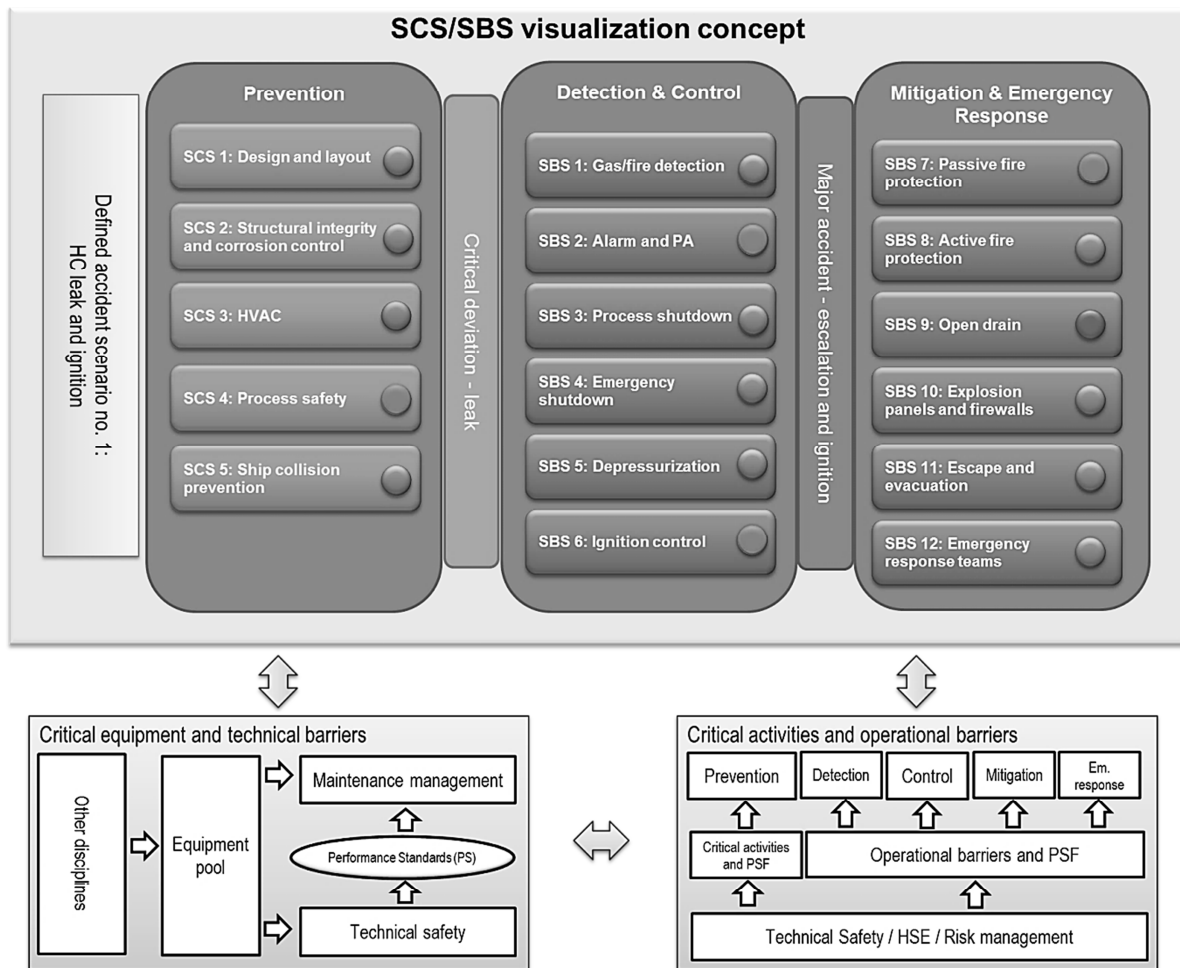 SCS/SBS visualization concept
Defined accident scenario no. 1:
HC leak and ignition
Prevention
SCS 1: Design and layout
SCS 2: Structural integrity
and corrosion control
SCS 3: HVAC
SCS 4: Process safety
SCS 5: Ship collision
prevention
Critical deviation - leak
Detection & Control
SBS 1: Gas/fire detection
SBS 2: Alarm and PA
SBS 3: Process shutdown
SBS 4: Emergency
shutdown
SBS 5: Depressurization
SBS 6: Ignition control
Major accident - escalation and ignition
Mitigation & Emergency
Response
SBS 7: Passive fire
protection
SBS 8: Active fire
protection
SBS 9: Open drain
SBS 10: Explosion
panels and firewalls
SBS 11: Escape and
evacuation
SBS 12: Emergency
response teams
Critical equipment and technical barriers
Other disciplines
Equipment
pool
Maintenance management
Performance Standards (PS)
Technical safety
Critical activities and operational barriers
Prevention
Detection
Control
Mitigation
Em.
response
Critical activities
and PSF
Operational barriers and PSF
Technical Safety / HSE / Risk management